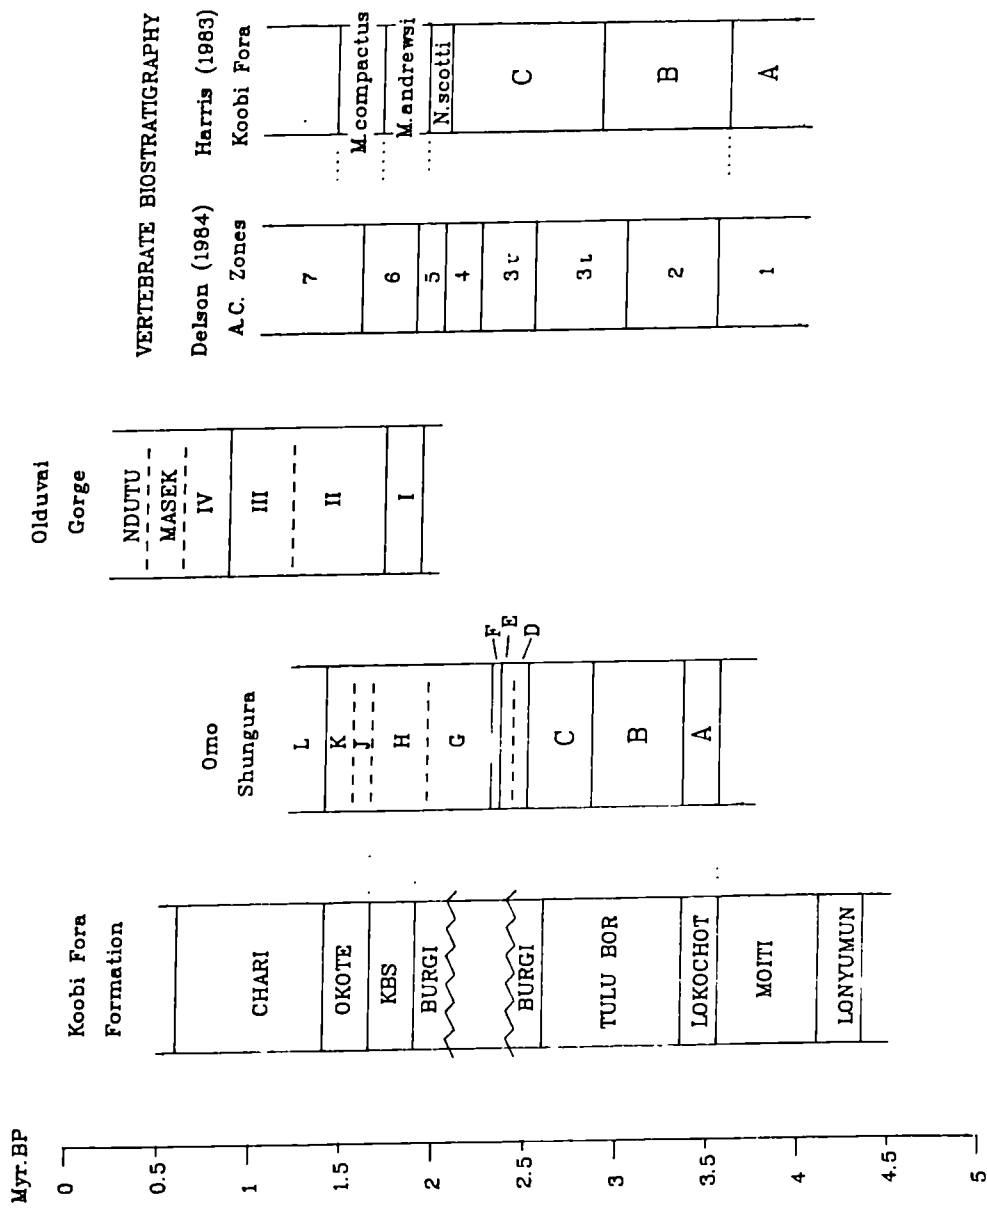 VERTEBRATE BIOSTRATIGRAPHY
Myr.BP
0
0.5
1
1.5
2
2.5
3
3.5
4
4.5
5
Koobi Fora
Formation
CHARI
OKOTE
KBS
BURGI
BURGI
TULU BOR
LOKOCHOT
MOITI
LONYUMUN
Omo
Shungura
L
K
J
H
G
F
E
D
C
B
A
Olduvai
Gorge
NDUTU
MASEK
IV
III
II
I
Delson (1984)
A.C. Zones
7
6
5
4
3U
3L
2
1
Harris (1983)
Koobi Fora
M.compactus
M.andrewsi
N.scotti
C
B
A